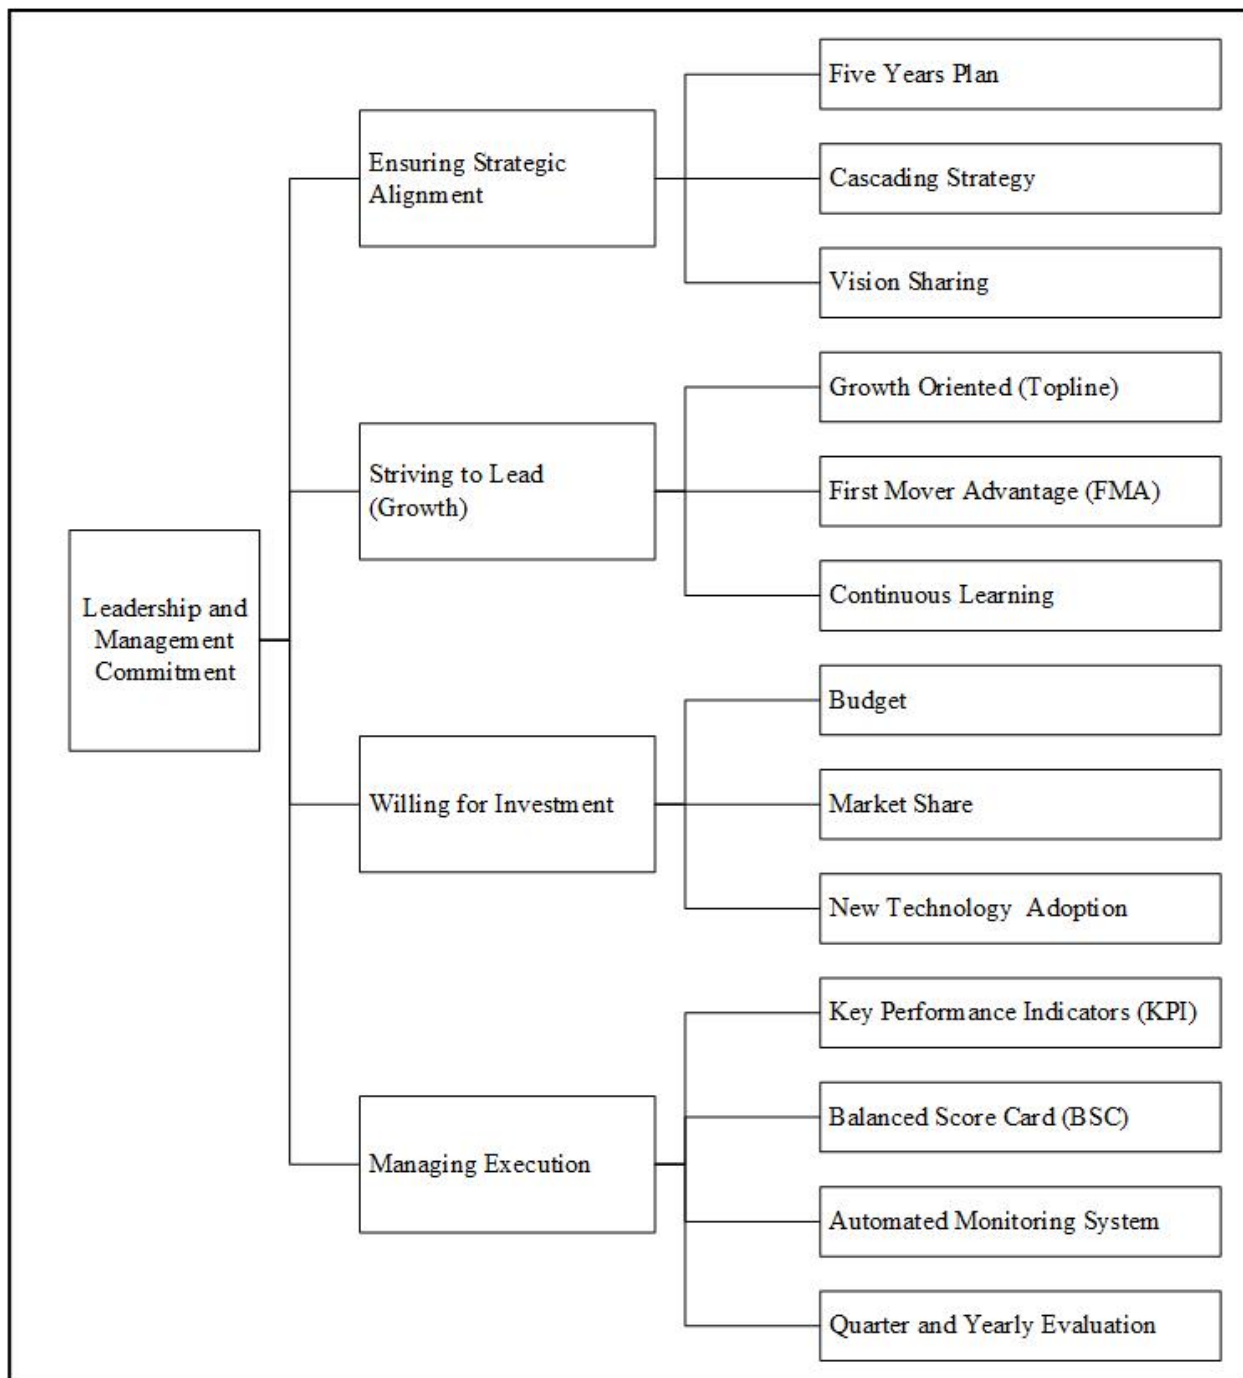 Leadership and
Management
Commitment
Ensuring Strategic
Alignment
Five Years Plan
Cascading Strategy
Vision Sharing
Striving to Lead
(Growth)
Growth Oriented (Topline)
First Mover Advantage (FMA)
Continuous Learning
Willing for Investment
Budget
Market Share
New Technology Adoption
Managing Execution
Key Performance Indicators (KPI)
Balanced Score Card (BSC)
Automated Monitoring System
Quarter and Yearly Evaluation